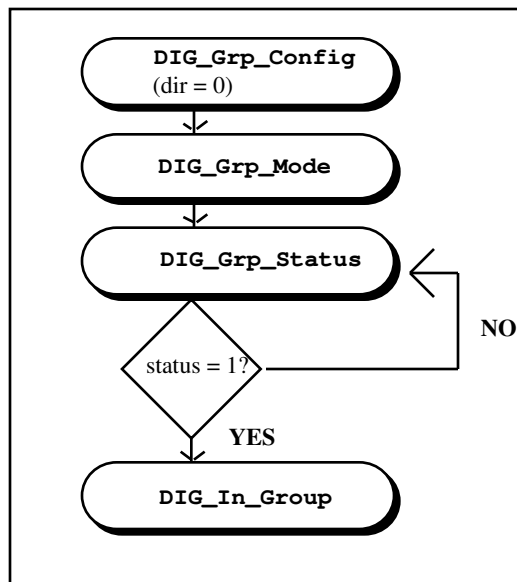 DIG_Grp_Config
(dir = 0)
DIG_Grp_Mode
DIG_Grp_Status
NO
status = 1?
YES
DIG_In_Group